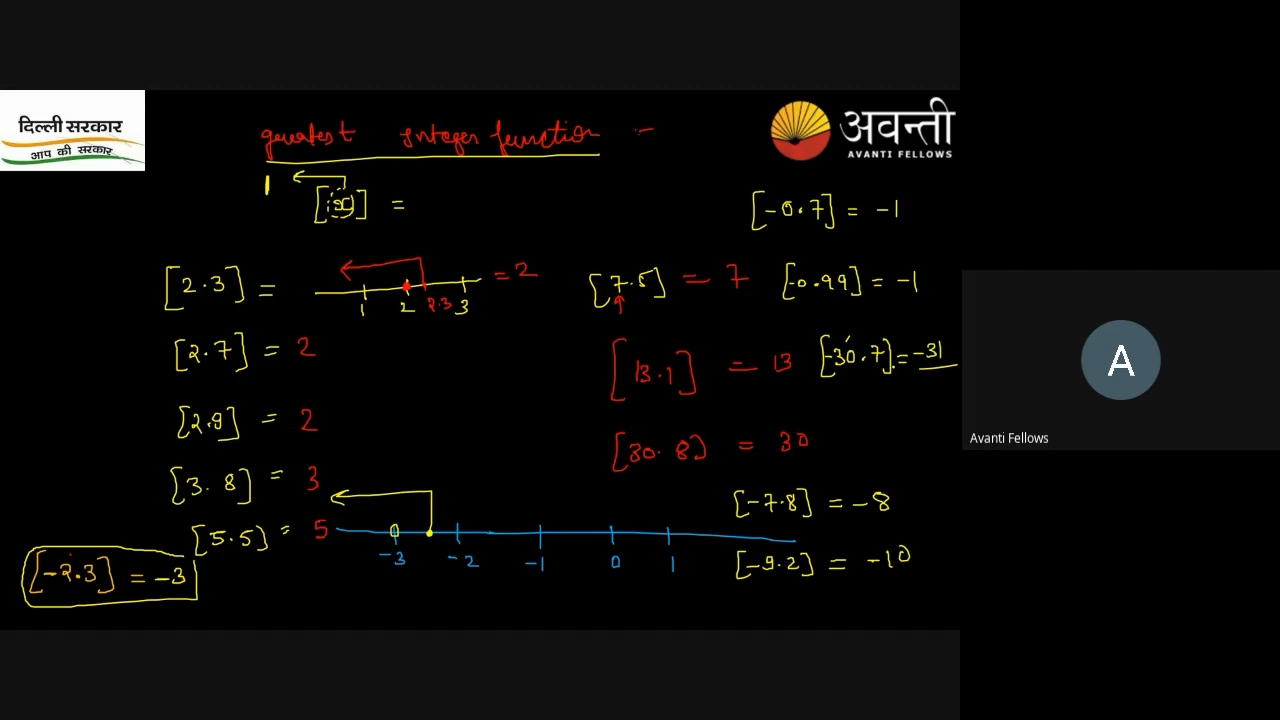 दिल्ली सरकार
आप की सरकार
greatest Integer function :-
अवन्ती
AVANTI FELLOWS
[x] =
[-0.7] = -1
[2.3] =
1 2 2.3 3
= 2
[7.5] = 7
[-0.99] = -1
[2.7] = 2
[13.1] = 13
[-30.7] = -31
[2.9] = 2
[30.8] = 30
[3.8] = 3
[-7.8] = -8
[5.5] = 5
-3 -2 -1 0 1
[-9.2] = -10
[-2.3] = -3
A
Avanti Fellows